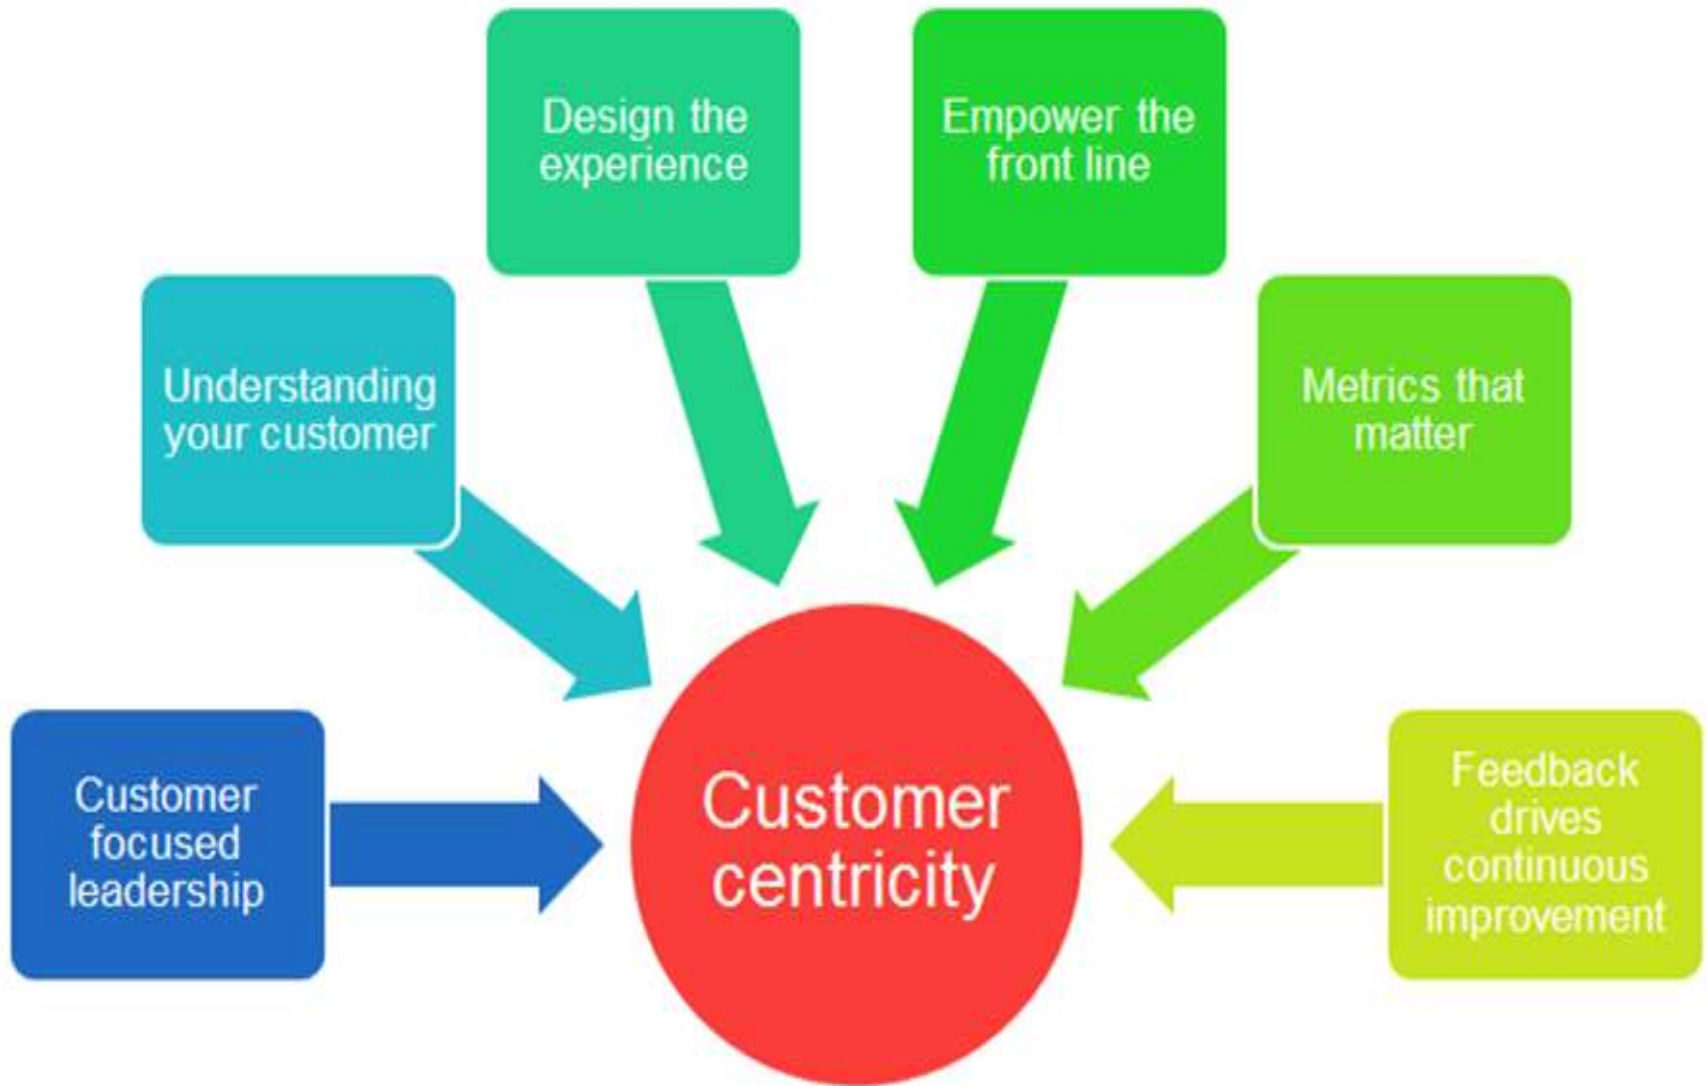 Customer
focused
leadership
Understanding
your customer
Design the
experience
Empower the
front line
Metrics that
matter
Feedback
drives
continuous
improvement
Customer
centricity